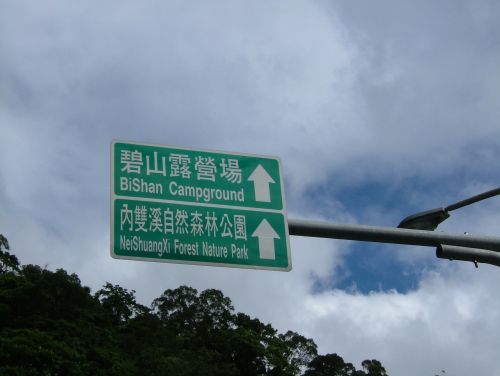 碧山露營場
BiShan Campground
內雙溪自然森林公園
NeiShuangXi Forest Nature Park